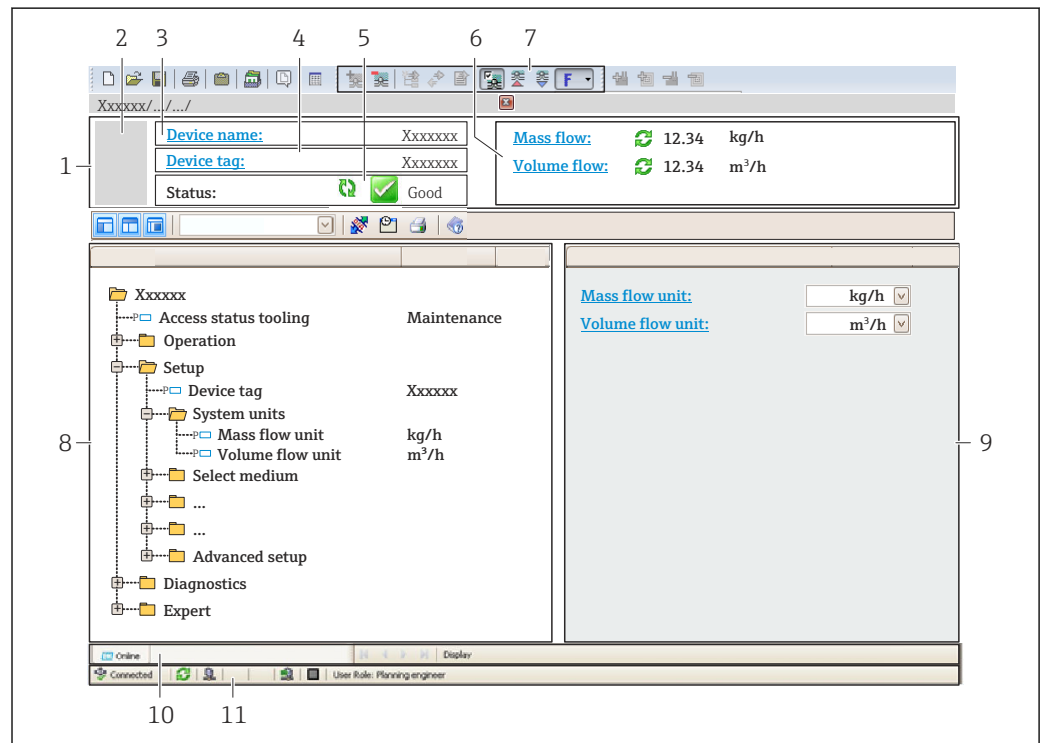 2 3 4 5 6 7
F
Xxxxxx/.../.../
1
Device name: Xxxxxxx
Device tag: Xxxxxxx
Status: Good
Mass flow: 12.34 kg/h
Volume flow: 12.34 m³/h
Xxxxxx
P Access status tooling Maintenance
Operation
Setup
P Device tag Xxxxxx
System units
P Mass flow unit kg/h
P Volume flow unit m³/h
Select medium
...
...
Advanced setup
Diagnostics
Expert
8
Mass flow unit: kg/h
Volume flow unit: m³/h
9
Online Display
Connected User Role: Planning engineer
10 11